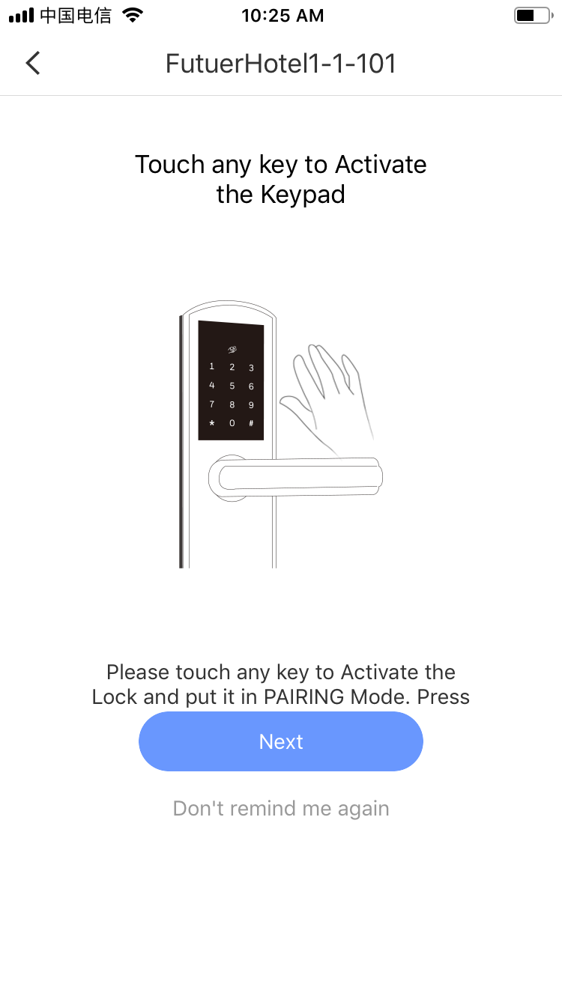 中国电信
10:25 AM
FutuerHotel1-1-101
Touch any key to Activate
the Keypad
1 2 3
4 5 6
7 8 9
* 0 #
Please touch any key to Activate the
Lock and put it in PAIRING Mode. Press
Next
Don't remind me again